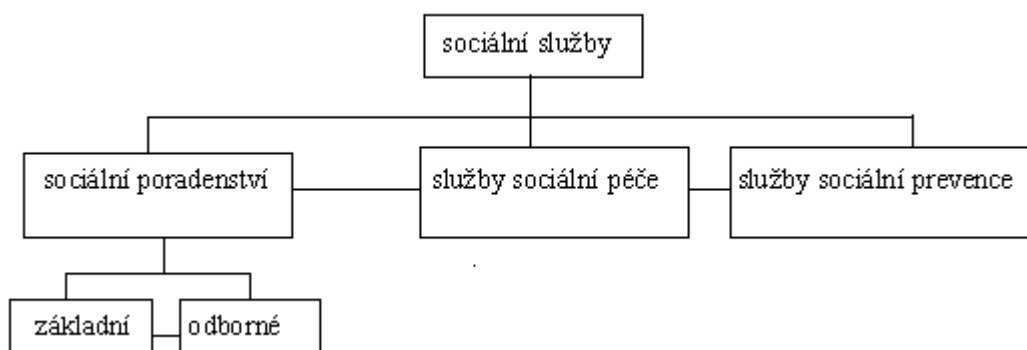 sociální služby
sociální poradenství
služby sociální péče
služby sociální prevence
základní
odborné